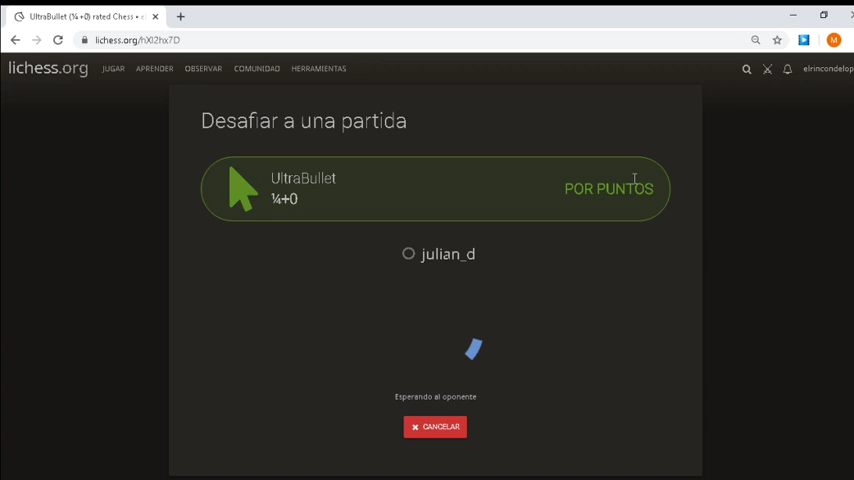 UltraBullet (¼+0) rated Chess • e
lichess.org/hXl2hx7D
M
lichess.org
JUGAR
APRENDER
OBSERVAR
COMUNIDAD
HERRAMIENTAS
elrincondelop
Desafiar a una partida
UltraBullet
¼+0
POR PUNTOS
julian_d
Esperando al oponente
CANCELAR